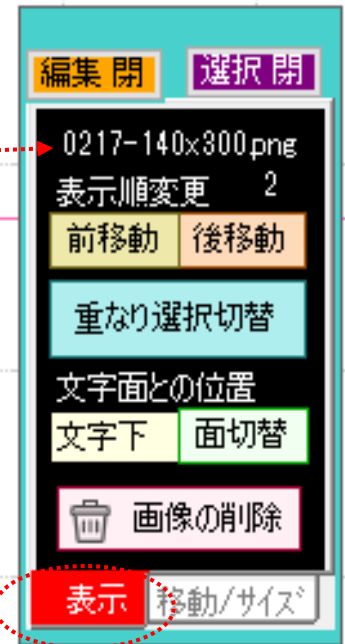 編集 閉 選択 閉
0217-140x300.png
表示順変更 2
前移動 後移動
重なり選択切替
文字面との位置
文字下 面切替
画像の削除
表示 移動/サイズ